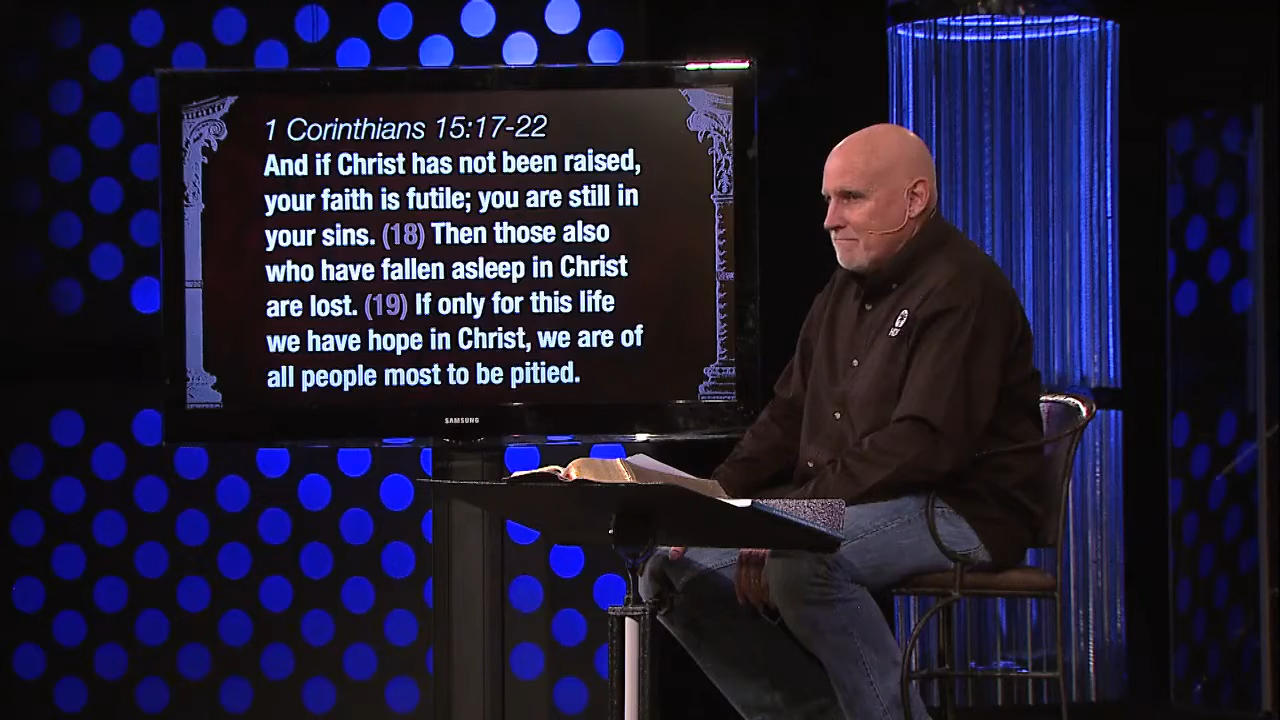 1 Corinthians 15:17-22
And if Christ has not been raised,
your faith is futile; you are still in
your sins. (18) Then those also
who have fallen asleep in Christ
are lost. (19) If only for this life
we have hope in Christ, we are of
all people most to be pitied.
SAMSUNG